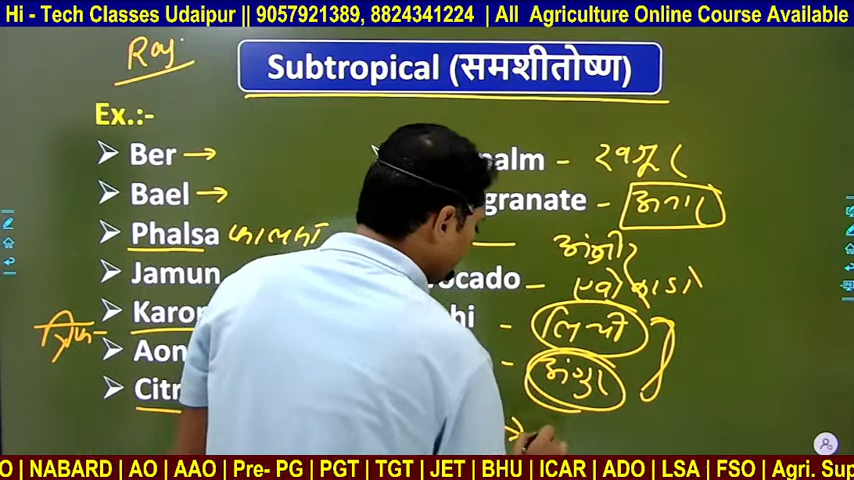 Hi - Tech Classes Udaipur || 9057921389, 8824341224 | All Agriculture Online Course Available
Raj
Subtropical (समशीतोष्ण)
Ex.:-
Ber →
Bael →
Phalsa फालसा
Jamun
Karon
Aon
Citr
palm - खजूर
granate - अनार
अंजीर
ocado - एवोकाडो
hi - लिची
- अंगूर
→
O | NABARD | AO | AAO | Pre- PG | PGT | TGT | JET | BHU | ICAR | ADO | LSA | FSO | Agri. Sup